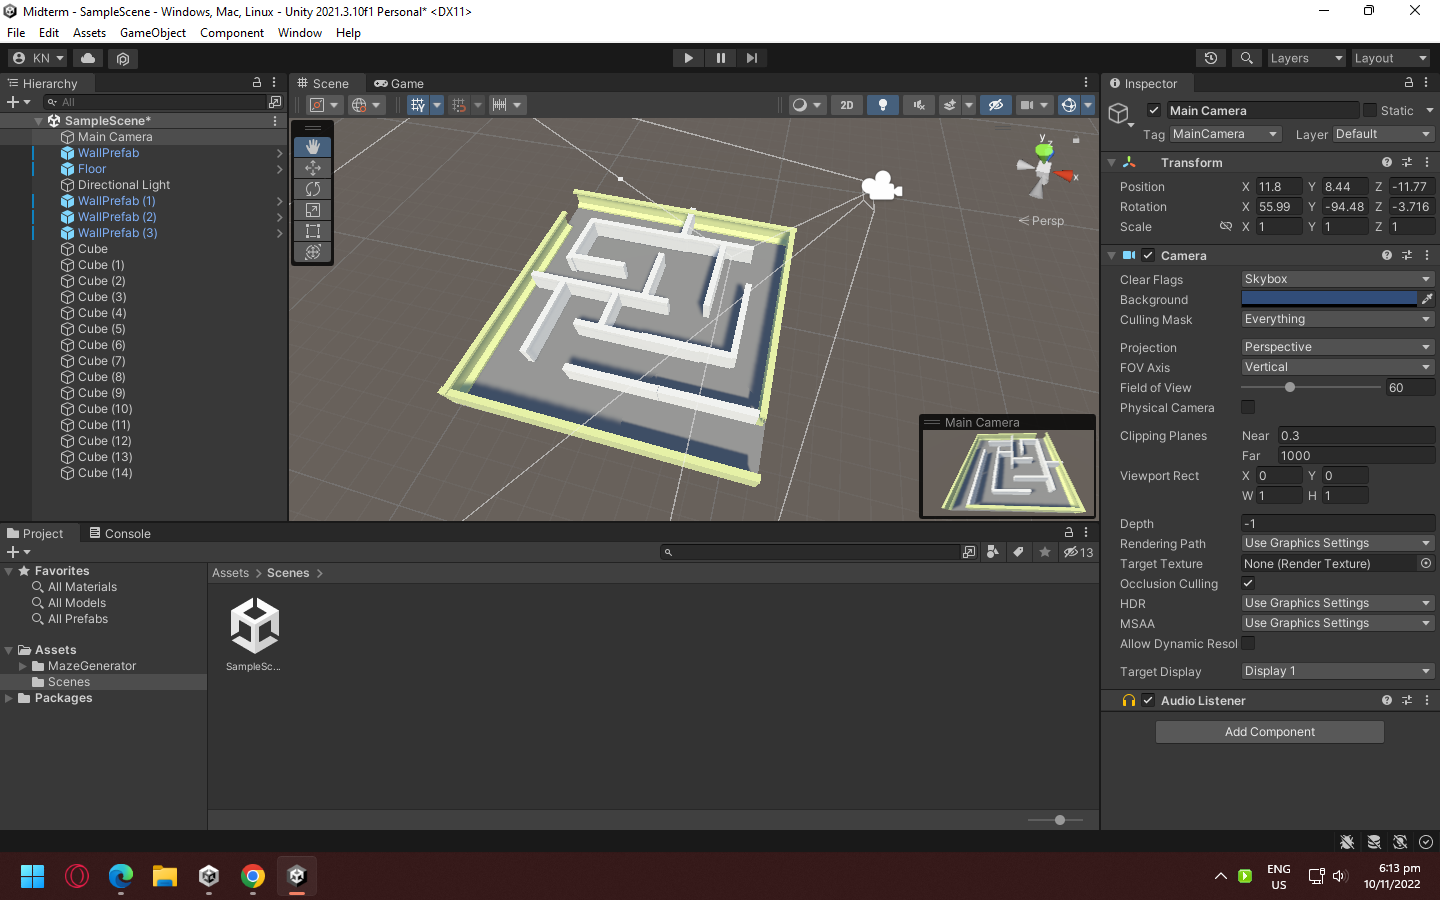 Midterm - SampleScene - Windows, Mac, Linux - Unity 2021.3.10f1 Personal* <DX11>
File Edit Assets GameObject Component Window Help
KN Layers Layout
Hierarchy
All
SampleScene*
Main Camera
WallPrefab
Floor
Directional Light
WallPrefab (1)
WallPrefab (2)
WallPrefab (3)
Cube
Cube (1)
Cube (2)
Cube (3)
Cube (4)
Cube (5)
Cube (6)
Cube (7)
Cube (8)
Cube (9)
Cube (10)
Cube (11)
Cube (12)
Cube (13)
Cube (14)
Scene Game
2D
y
z
x
Persp
Main Camera
Inspector
Main Camera Static
Tag MainCamera Layer Default
Transform
Position X 11.8 Y 8.44 Z -11.77
Rotation X 55.99 Y -94.48 Z -3.716
Scale X 1 Y 1 Z 1
Camera
Clear Flags Skybox
Background
Culling Mask Everything
Projection Perspective
FOV Axis Vertical
Field of View 60
Physical Camera
Clipping Planes Near 0.3
Far 1000
Viewport Rect X 0 Y 0
W 1 H 1
Depth -1
Rendering Path Use Graphics Settings
Target Texture None (Render Texture)
Occlusion Culling
HDR Use Graphics Settings
MSAA Use Graphics Settings
Allow Dynamic Resol
Target Display Display 1
Audio Listener
Add Component
Project Console
13
Favorites
All Materials
All Models
All Prefabs
Assets
MazeGenerator
Scenes
Packages
Assets > Scenes >
SampleSc...
ENG
US
6:13 pm
10/11/2022